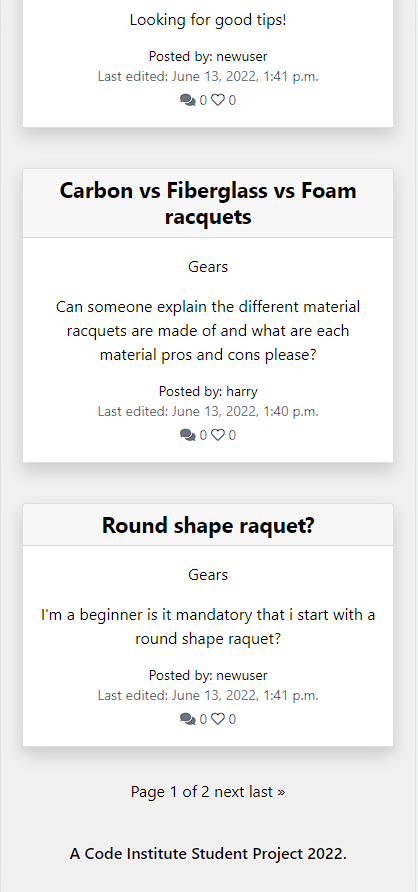 Looking for good tips!
Posted by: newuser
Last edited: June 13, 2022, 1:41 p.m.
0 0
Carbon vs Fiberglass vs Foam
racquets
Gears
Can someone explain the different material
racquets are made of and what are each
material pros and cons please?
Posted by: harry
Last edited: June 13, 2022, 1:40 p.m.
0 0
Round shape raquet?
Gears
I'm a beginner is it mandatory that i start with a
round shape raquet?
Posted by: newuser
Last edited: June 13, 2022, 1:41 p.m.
0 0
Page 1 of 2 next last »
A Code Institute Student Project 2022.